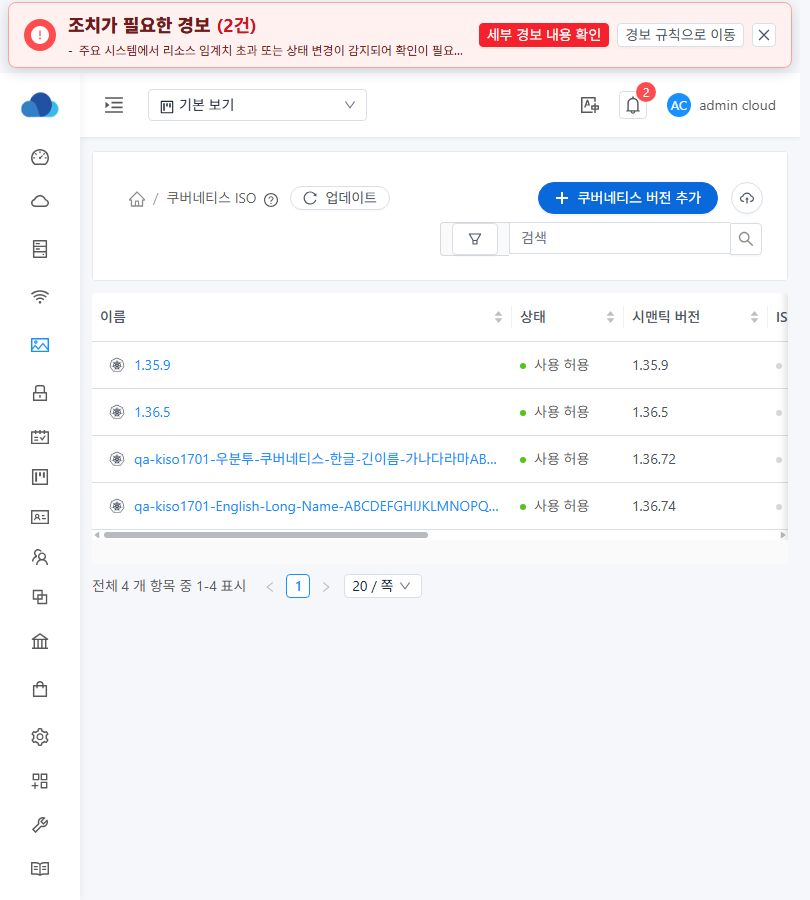 조치가 필요한 경보 (2건)
- 주요 시스템에서 리소스 임계치 초과 또는 상태 변경이 감지되어 확인이 필요...
세부 경보 내용 확인
경보 규칙으로 이동
기본 보기
2
AC
admin cloud
/ 쿠버네티스 ISO
업데이트
쿠버네티스 버전 추가
검색
이름 상태 시맨틱 버전 IS
1.35.9 사용 허용 1.35.9
1.36.5 사용 허용 1.36.5
qa-kiso1701-우분투-쿠버네티스-한글-긴이름-가나다라마AB... 사용 허용 1.36.72
qa-kiso1701-English-Long-Name-ABCDEFGHIJKLMNOPQ... 사용 허용 1.36.74
전체 4 개 항목 중 1-4 표시 < 1 > 20 / 쪽